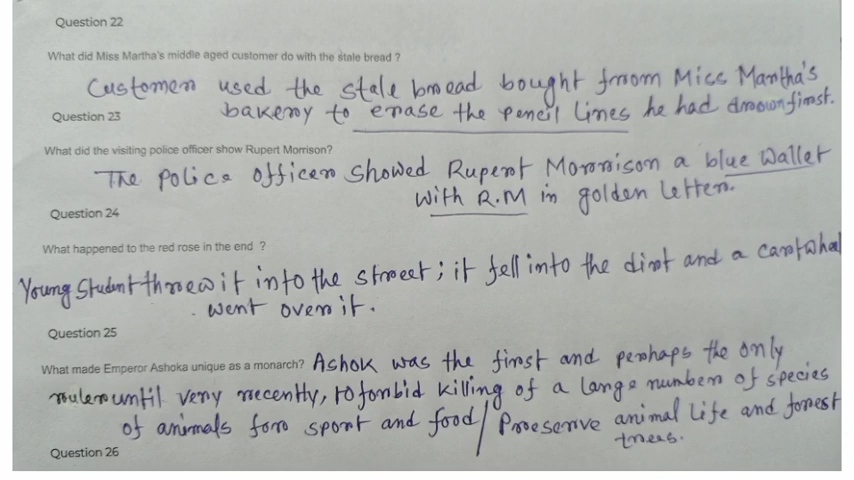 Question 22
What did Miss Martha's middle aged customer do with the stale bread ?
Customer used the stale bread bought from Miss Martha's
bakery to erase the pencil lines he had drown first.
Question 23
What did the visiting police officer show Rupert Morrison?
The police officer showed Rupert Morrison a blue wallet
with R.M in golden letter.
Question 24
What happened to the red rose in the end ?
Young Student threw it into the street; it fell into the dirt and a cartwheel
went over it.
Question 25
What made Emperor Ashoka unique as a monarch? Ashok was the first and perhaps the only
ruler until very recently, to forbid killing of a large number of species
of animals for sport and food/ Preserve animal life and forest
trees.
Question 26